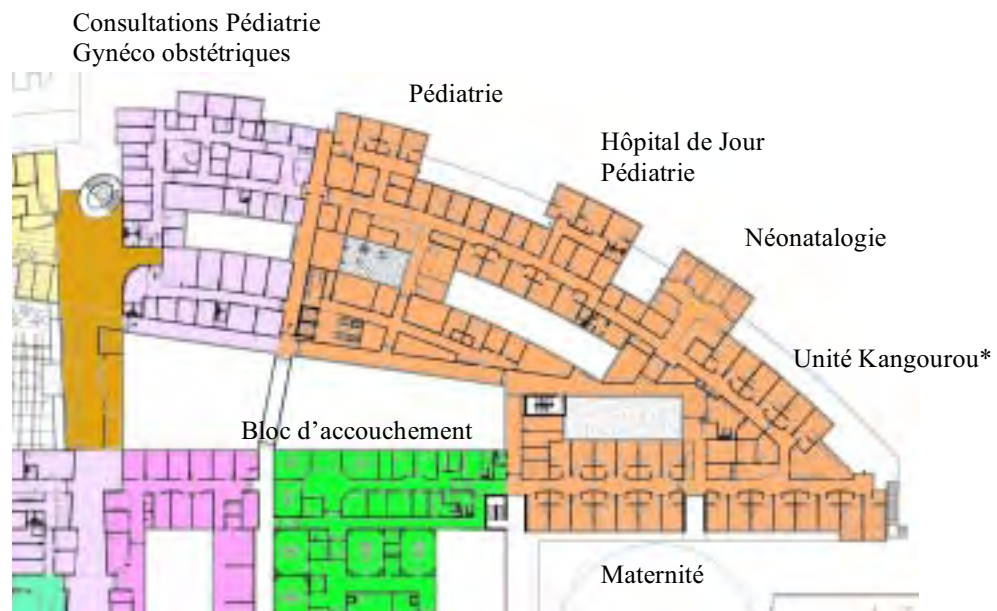 Consultations Pédiatrie
Gynéco obstétriques
Pédiatrie
Hôpital de Jour
Pédiatrie
Néonatalogie
Unité Kangourou*
Bloc d'accouchement
Maternité